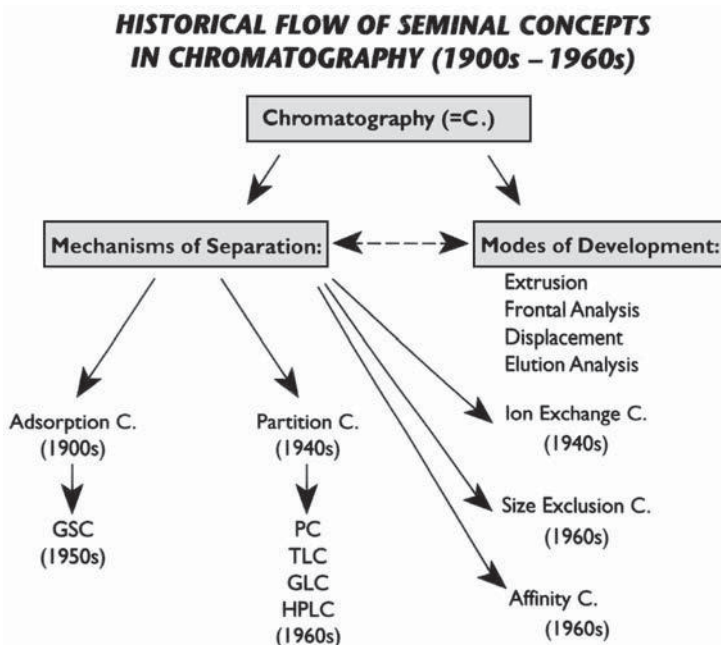 HISTORICAL FLOW OF SEMINAL CONCEPTS
IN CHROMATOGRAPHY (1900s – 1960s)
Chromatography (=C.)
Mechanisms of Separation:
Modes of Development:
Extrusion
Frontal Analysis
Displacement
Elution Analysis
Adsorption C.
(1900s)
GSC
(1950s)
Partition C.
(1940s)
PC
TLC
GLC
HPLC
(1960s)
Ion Exchange C.
(1940s)
Size Exclusion C.
(1960s)
Affinity C.
(1960s)